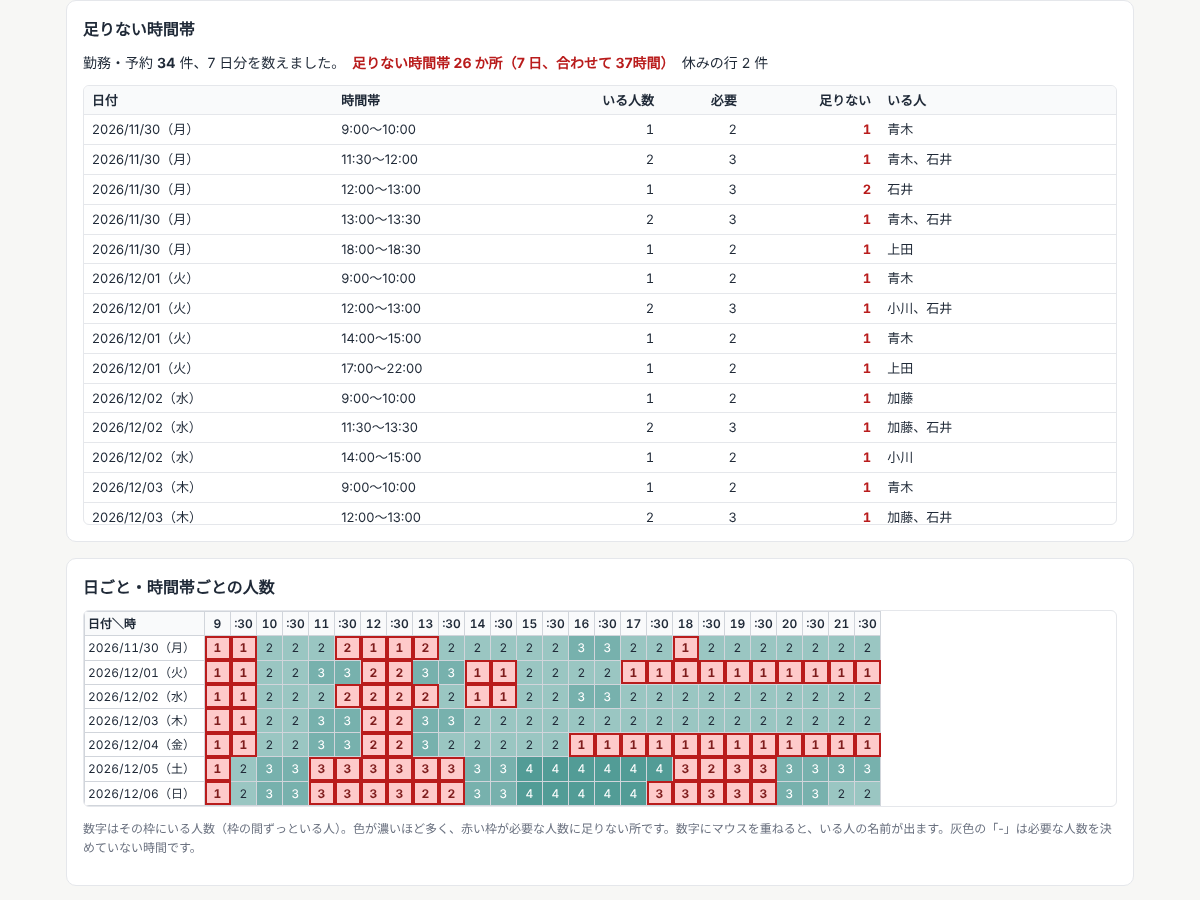 足りない時間帯
勤務・予約 34 件、7 日分を数えました。 足りない時間帯 26 か所（7 日、合わせて 37時間） 休みの行 2 件
日付 時間帯 いる人数 必要 足りない いる人
2026/11/30（月） 9:00〜10:00 1 2 1 青木
2026/11/30（月） 11:30〜12:00 2 3 1 青木、石井
2026/11/30（月） 12:00〜13:00 1 3 2 石井
2026/11/30（月） 13:00〜13:30 2 3 1 青木、石井
2026/11/30（月） 18:00〜18:30 1 2 1 上田
2026/12/01（火） 9:00〜10:00 1 2 1 青木
2026/12/01（火） 12:00〜13:00 2 3 1 小川、石井
2026/12/01（火） 14:00〜15:00 1 2 1 青木
2026/12/01（火） 17:00〜22:00 1 2 1 上田
2026/12/02（水） 9:00〜10:00 1 2 1 加藤
2026/12/02（水） 11:30〜13:30 2 3 1 加藤、石井
2026/12/02（水） 14:00〜15:00 1 2 1 小川
2026/12/03（木） 9:00〜10:00 1 2 1 青木
2026/12/03（木） 12:00〜13:00 2 3 1 加藤、石井
日ごと・時間帯ごとの人数
日付＼時 9 :30 10 :30 11 :30 12 :30 13 :30 14 :30 15 :30 16 :30 17 :30 18 :30 19 :30 20 :30 21 :30
2026/11/30（月） 1 1 2 2 2 2 1 1 2 2 2 2 2 2 3 3 2 2 1 2 2 2 2 2 2 2
2026/12/01（火） 1 1 2 2 3 3 2 2 3 3 1 1 2 2 2 2 1 1 1 1 1 1 1 1 1 1
2026/12/02（水） 1 1 2 2 2 2 2 2 2 2 1 1 2 2 3 3 2 2 2 2 2 2 2 2 2 2
2026/12/03（木） 1 1 2 2 3 3 2 2 3 3 2 2 2 2 2 2 2 2 2 2 2 2 2 2 2 2
2026/12/04（金） 1 1 2 2 3 3 2 2 3 2 2 2 2 2 1 1 1 1 1 1 1 1 1 1 1 1
2026/12/05（土） 1 2 3 3 3 3 3 3 3 3 3 3 4 4 4 4 4 4 3 2 3 3 3 3 3 3
2026/12/06（日） 1 2 3 3 3 3 3 3 2 2 3 3 4 4 4 4 4 3 3 3 3 3 3 3 2 2
数字はその枠にいる人数（枠の間ずっといる人）。色が濃いほど多く、赤い枠が必要な人数に足りない所です。数字にマウスを重ねると、いる人の名前が出ます。灰色の「-」は必要な人数を決
めていない時間です。